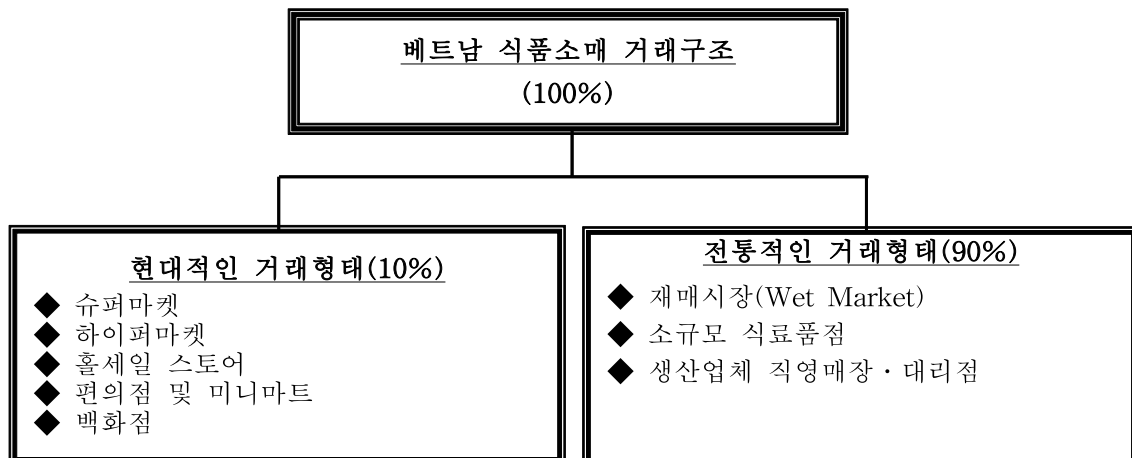 베트남 식품소매 거래구조
(100%)
현대적인 거래형태(10%)
◆ 슈퍼마켓
◆ 하이퍼마켓
◆ 홀세일 스토어
◆ 편의점 및 미니마트
◆ 백화점
전통적인 거래형태(90%)
◆ 재매시장(Wet Market)
◆ 소규모 식료품점
◆ 생산업체 직영매장・대리점